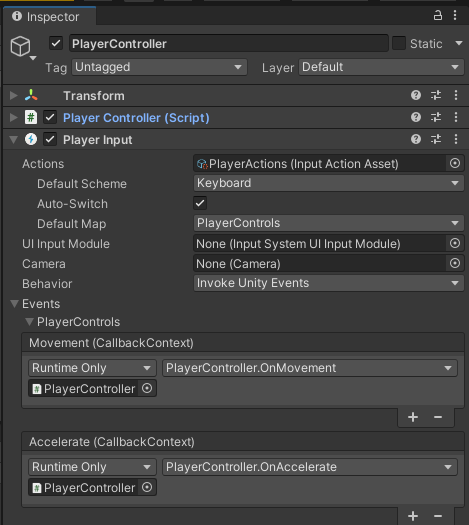 Inspector
PlayerController Static
Tag Untagged Layer Default
Transform
# Player Controller (Script)
Player Input
Actions PlayerActions (Input Action Asset)
Default Scheme Keyboard
Auto-Switch
Default Map PlayerControls
UI Input Module None (Input System UI Input Module)
Camera None (Camera)
Behavior Invoke Unity Events
Events
PlayerControls
Movement (CallbackContext)
Runtime Only PlayerController.OnMovement
# PlayerController
+ −
Accelerate (CallbackContext)
Runtime Only PlayerController.OnAccelerate
# PlayerController
+ −